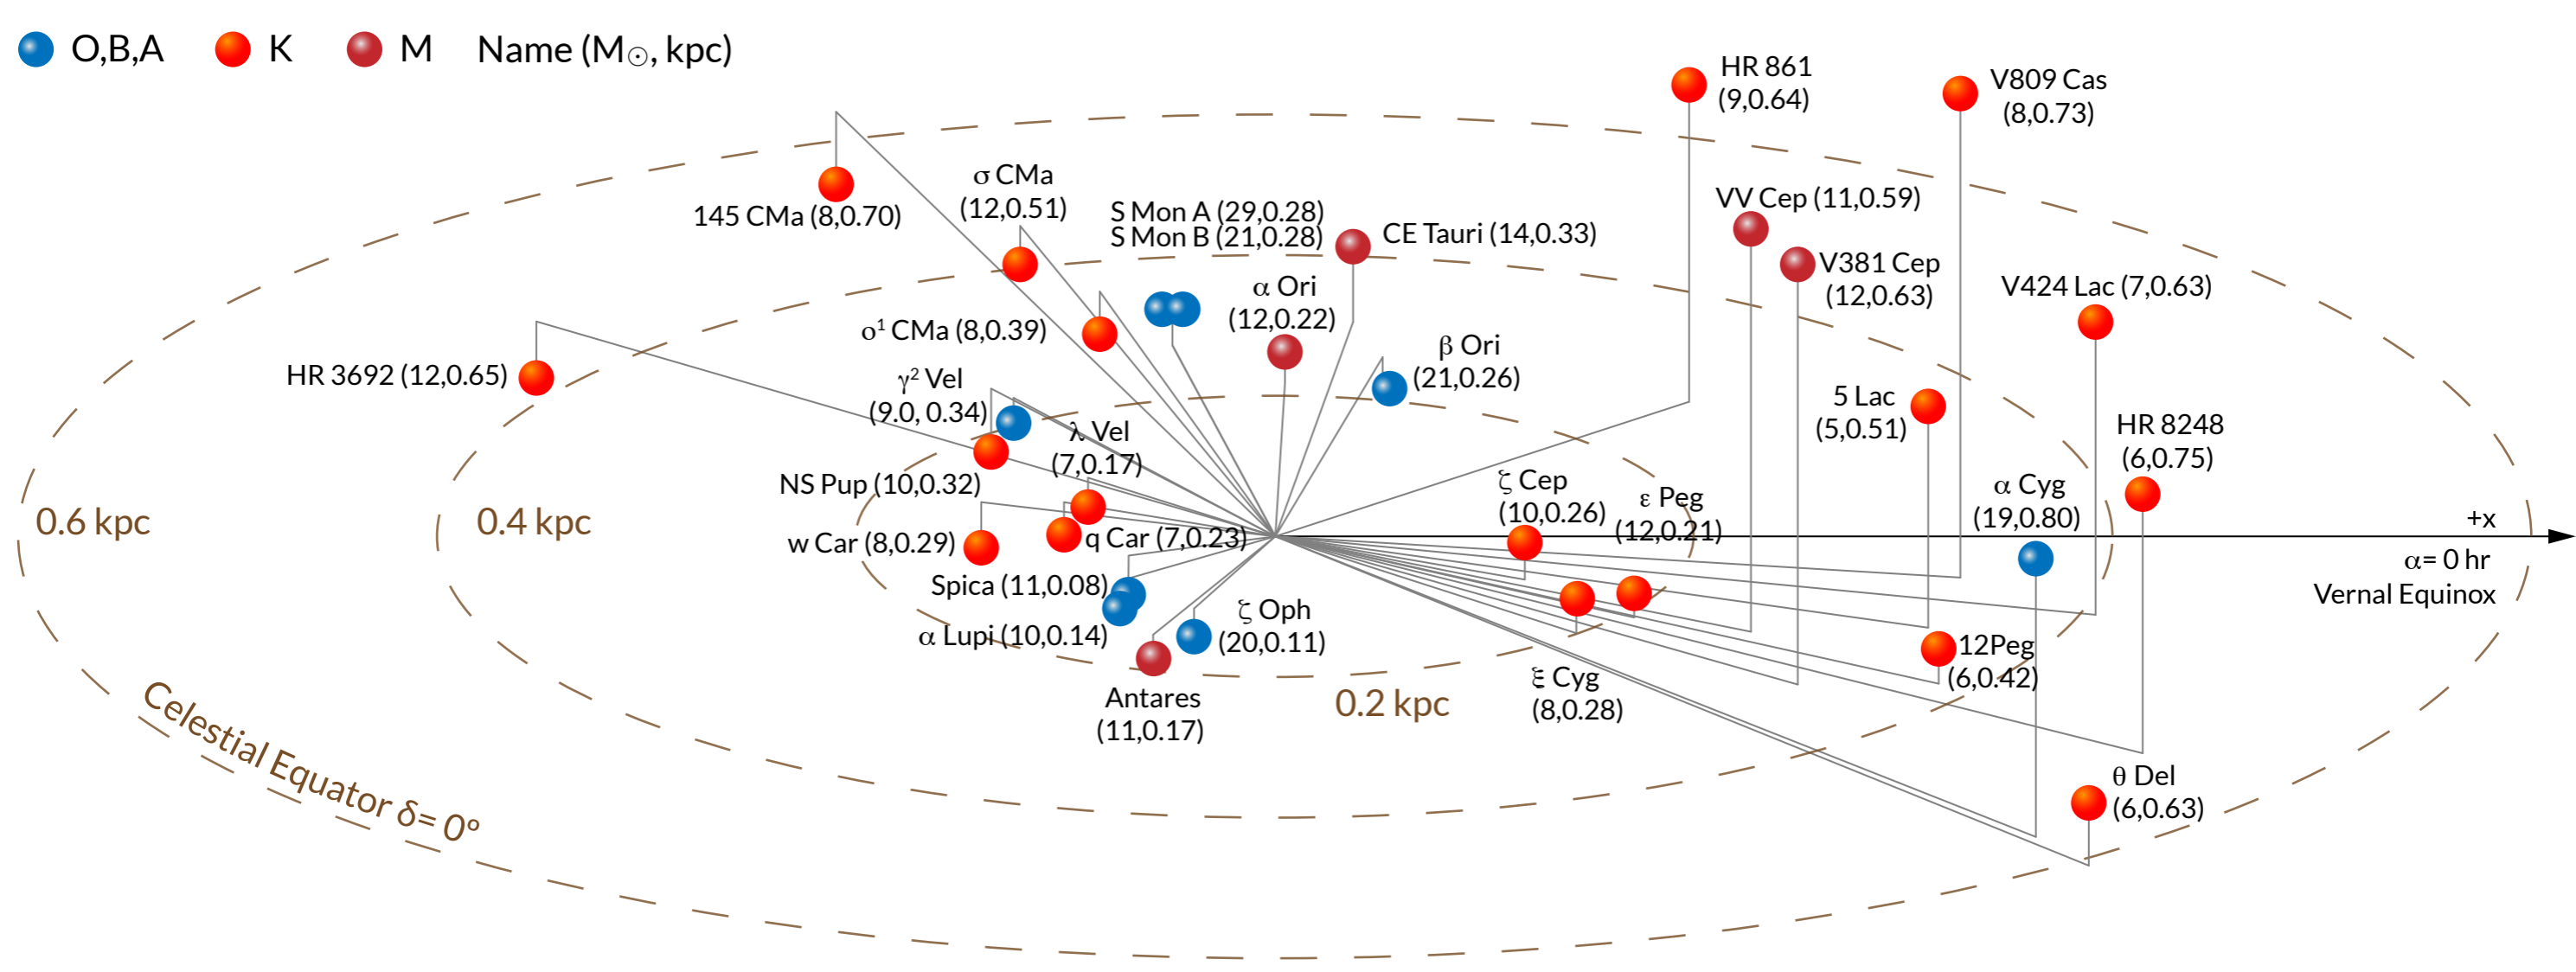 O,B,A K M Name (M☉, kpc)
HR 861
(9,0.64)
V809 Cas
(8,0.73)
145 CMa (8,0.70)
σ CMa
(12,0.51)
S Mon A (29,0.28)
S Mon B (21,0.28)
CE Tauri (14,0.33)
VV Cep (11,0.59)
V381 Cep
(12,0.63)
V424 Lac (7,0.63)
α Ori
(12,0.22)
ο¹ CMa (8,0.39)
β Ori
(21,0.26)
HR 3692 (12,0.65)
γ² Vel
(9.0, 0.34)
λ Vel
(7,0.17)
5 Lac
(5,0.51)
HR 8248
(6,0.75)
NS Pup (10,0.32)
ζ Cep
(10,0.26)
ε Peg
(12,0.21)
α Cyg
(19,0.80)
0.6 kpc
0.4 kpc
+x
w Car (8,0.29)
q Car (7,0.23)
α= 0 hr
Vernal Equinox
Spica (11,0.08)
α Lupi (10,0.14)
ζ Oph
(20,0.11)
12Peg
(6,0.42)
Antares
(11,0.17)
ξ Cyg
(8,0.28)
0.2 kpc
θ Del
(6,0.63)
Celestial Equator δ= 0°